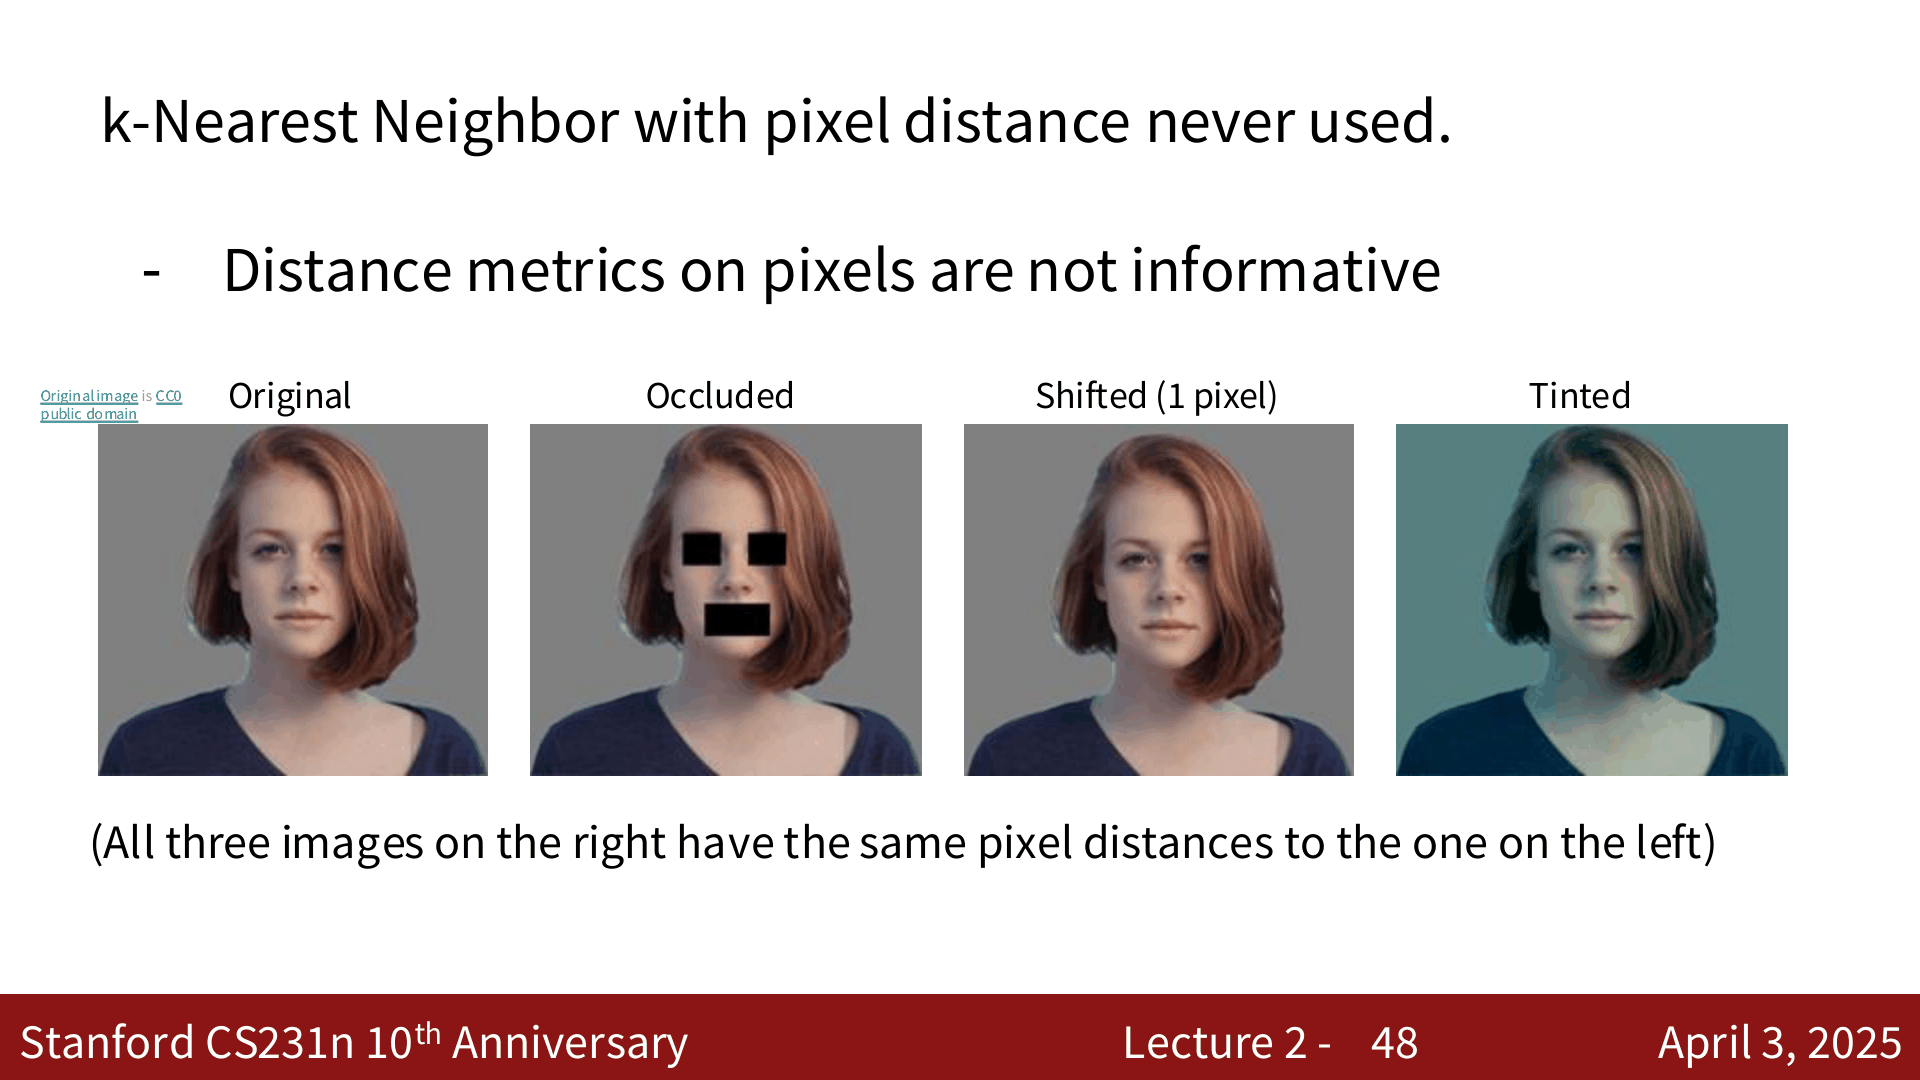 k-Nearest Neighbor with pixel distance never used.
- Distance metrics on pixels are not informative
Original image is CC0
public domain
Original
Occluded
Shifted (1 pixel)
Tinted
(All three images on the right have the same pixel distances to the one on the left)
Stanford CS231n 10th Anniversary
Lecture 2 - 48
April 3, 2025